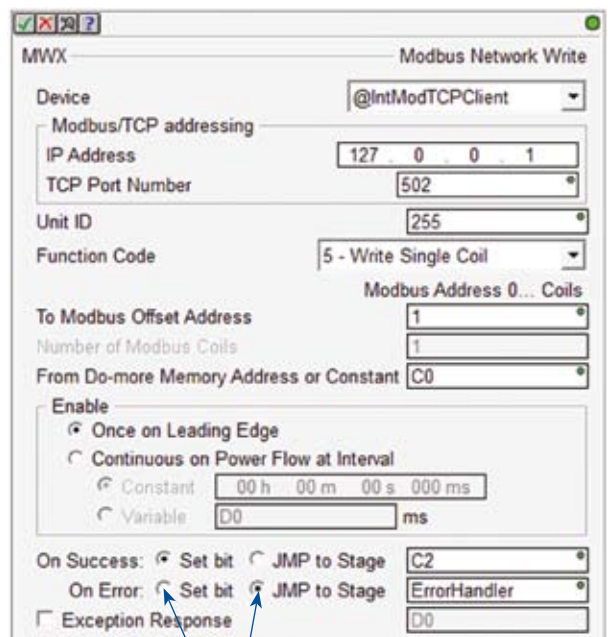 MWX Modbus Network Write
Device @IntModTCPClient
Modbus/TCP addressing
IP Address 127 . 0 . 0 . 1
TCP Port Number 502
Unit ID 255
Function Code 5 - Write Single Coil
Modbus Address 0... Coils
To Modbus Offset Address 1
Number of Modbus Coils 1
From Do-more Memory Address or Constant C0
Enable
Once on Leading Edge
Continuous on Power Flow at Interval
Constant 00 h 00 m 00 s 000 ms
Variable D0 ms
On Success: Set bit JMP to Stage C2
On Error: Set bit JMP to Stage ErrorHandler
Exception Response D0